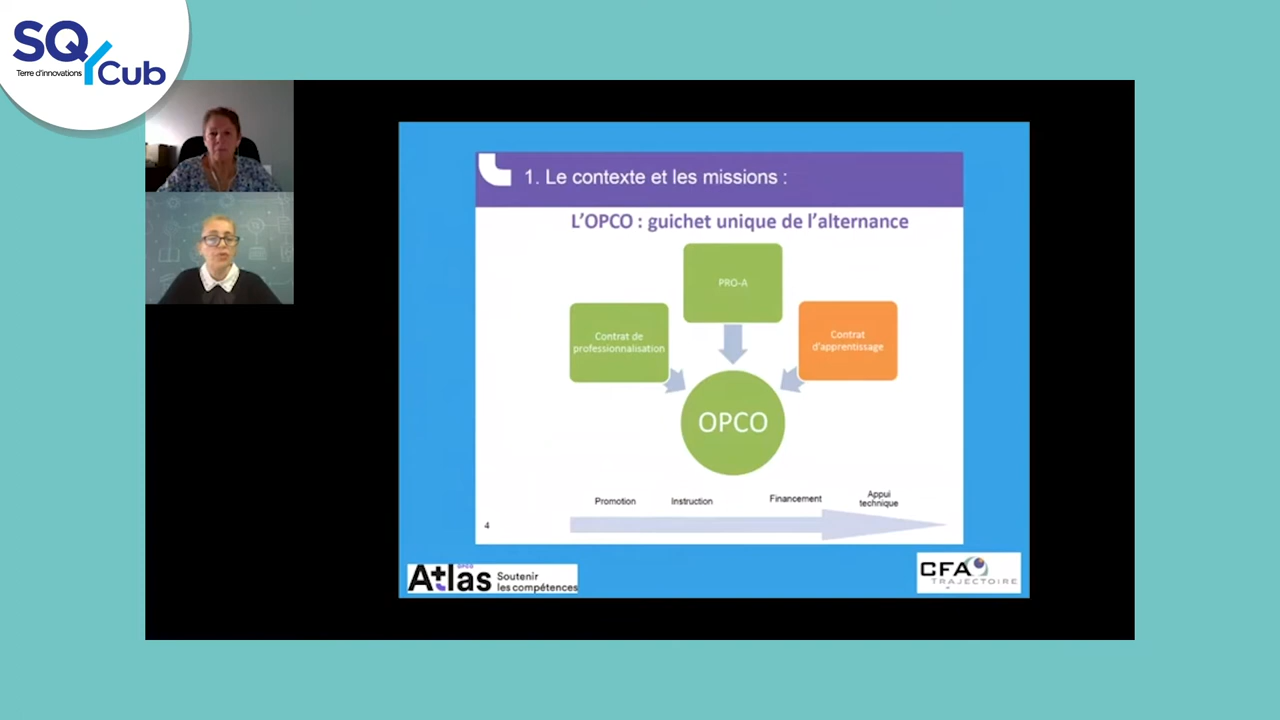 SQY
Cub
Terre d'innovations
1. Le contexte et les missions :
L'OPCO : guichet unique de l'alternance
PRO-A
Contrat de
professionnalisation
Contrat
d'apprentissage
OPCO
Promotion
Instruction
Financement
Appui
technique
4
OPCO
Atlas
Soutenir
les compétences
CFA
TRAJECTOIRE